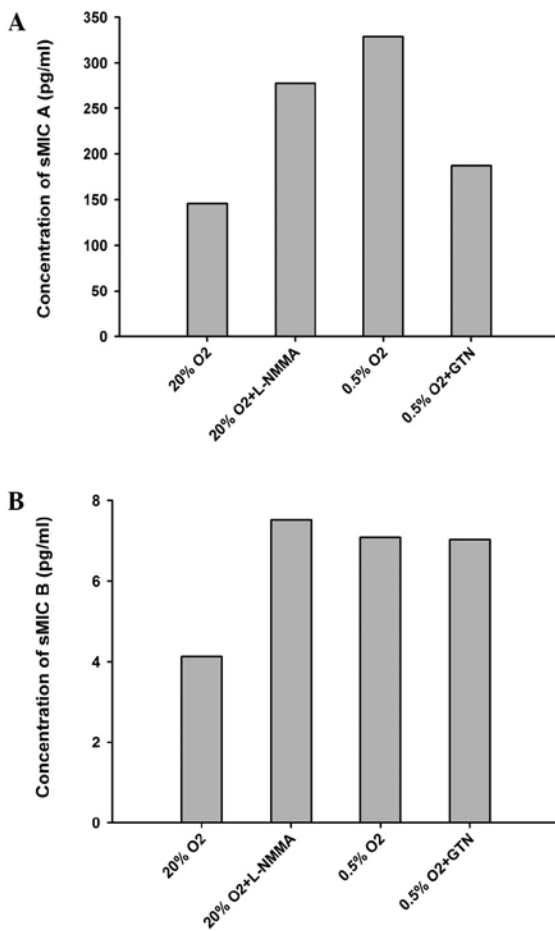 A
Concentration of sMIC A (pg/ml)
350
300
250
200
150
100
50
0
20% O2
20% O2+L-NMMA
0.5% O2
0.5% O2+GTN
B
Concentration of sMIC B (pg/ml)
8
6
4
2
0
20% O2
20% O2+L-NMMA
0.5% O2
0.5% O2+GTN